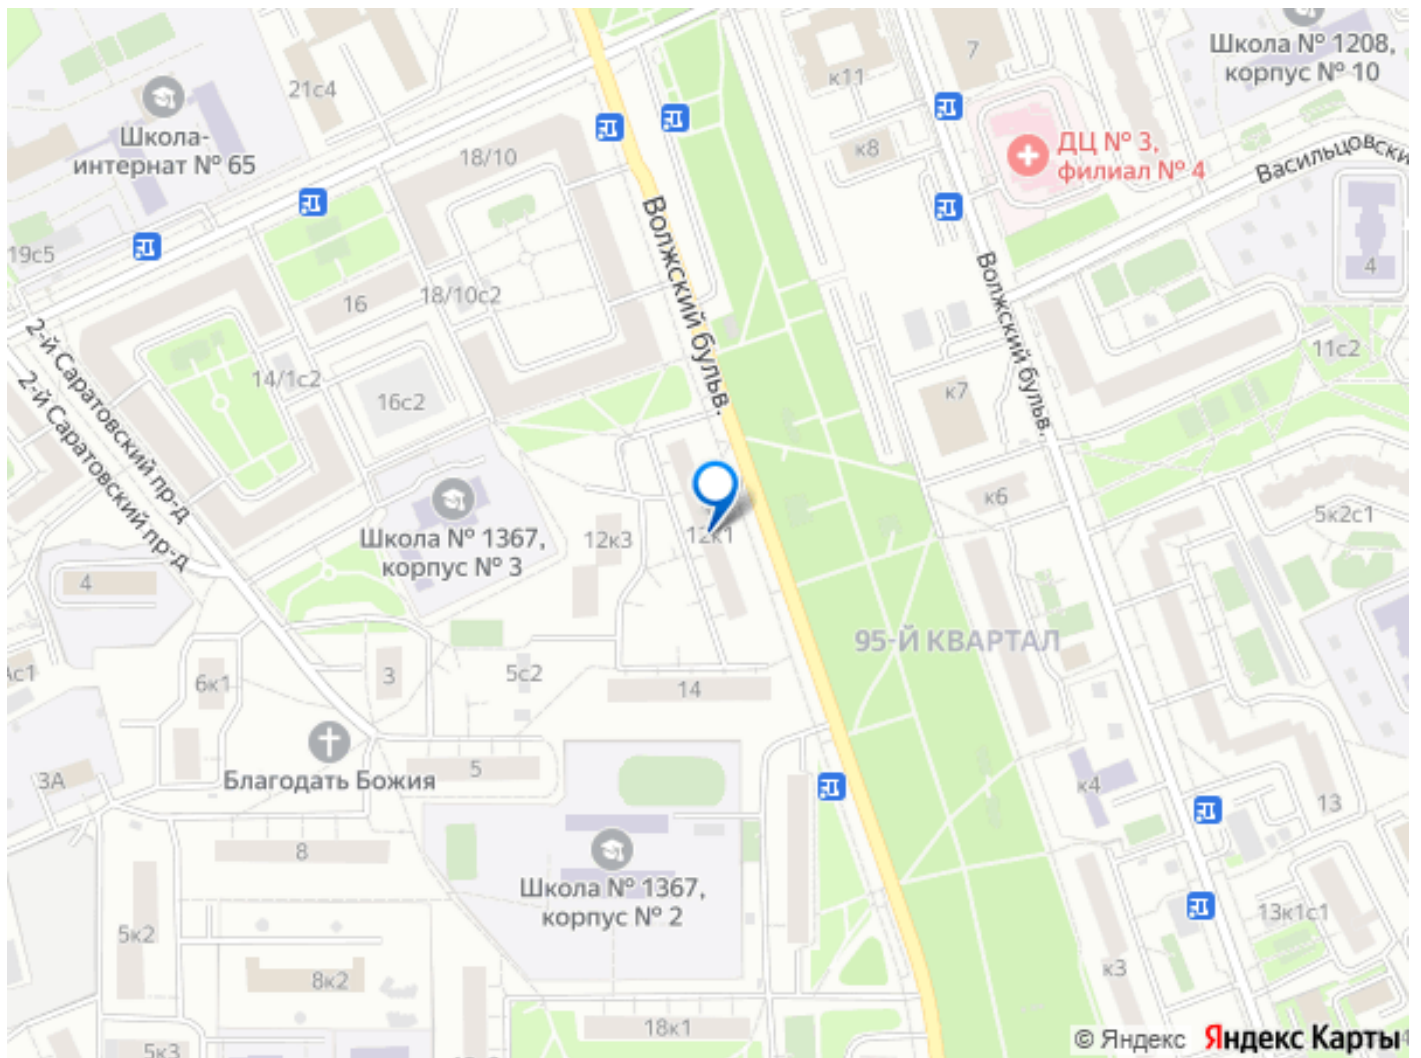 Школа № 1208,
корпус № 10
7
к11
21с4
Школа-
интернат № 65
18/10
к8
ДЦ № 3,
филиал № 4
Васильцовски
19с5
16
18/10с2
Волжский бульв.
Волжский бульв.
4
2-й Саратовский пр-д
2-й Саратовский пр-д
14/1с2
16с2
к7
11с2
к6
5к2с1
Школа № 1367,
корпус № 3
12к3
12к1
4
95-Й КВАРТАЛ
Ас1
6к1
3
5с2
14
Благодать Божия
5
3А
к4
13
8
Школа № 1367,
корпус № 2
5к2
13к1с1
8к2
к3
18к1
5к3
© Яндекс Яндекс Карты